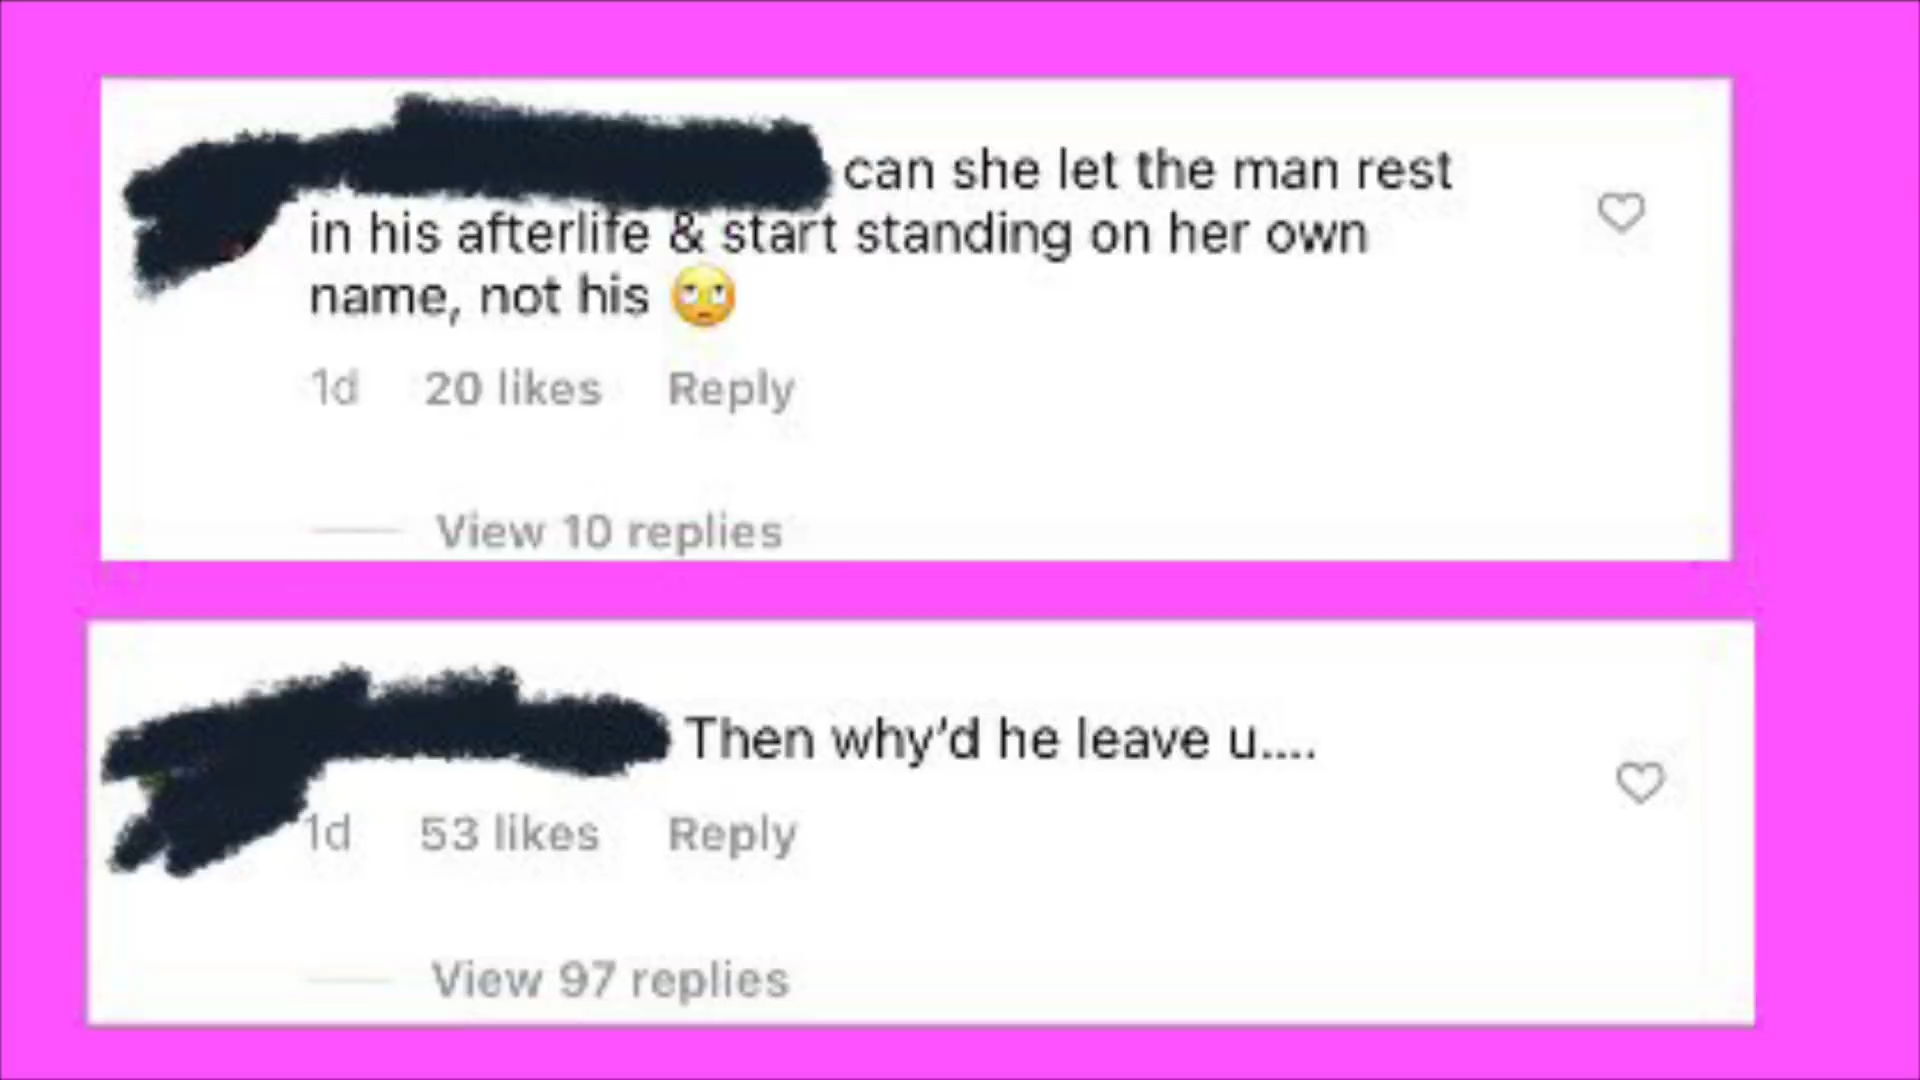 can she let the man rest
in his afterlife & start standing on her own
name, not his 🙄
1d 20 likes Reply
View 10 replies
Then why'd he leave u....
1d 53 likes Reply
View 97 replies